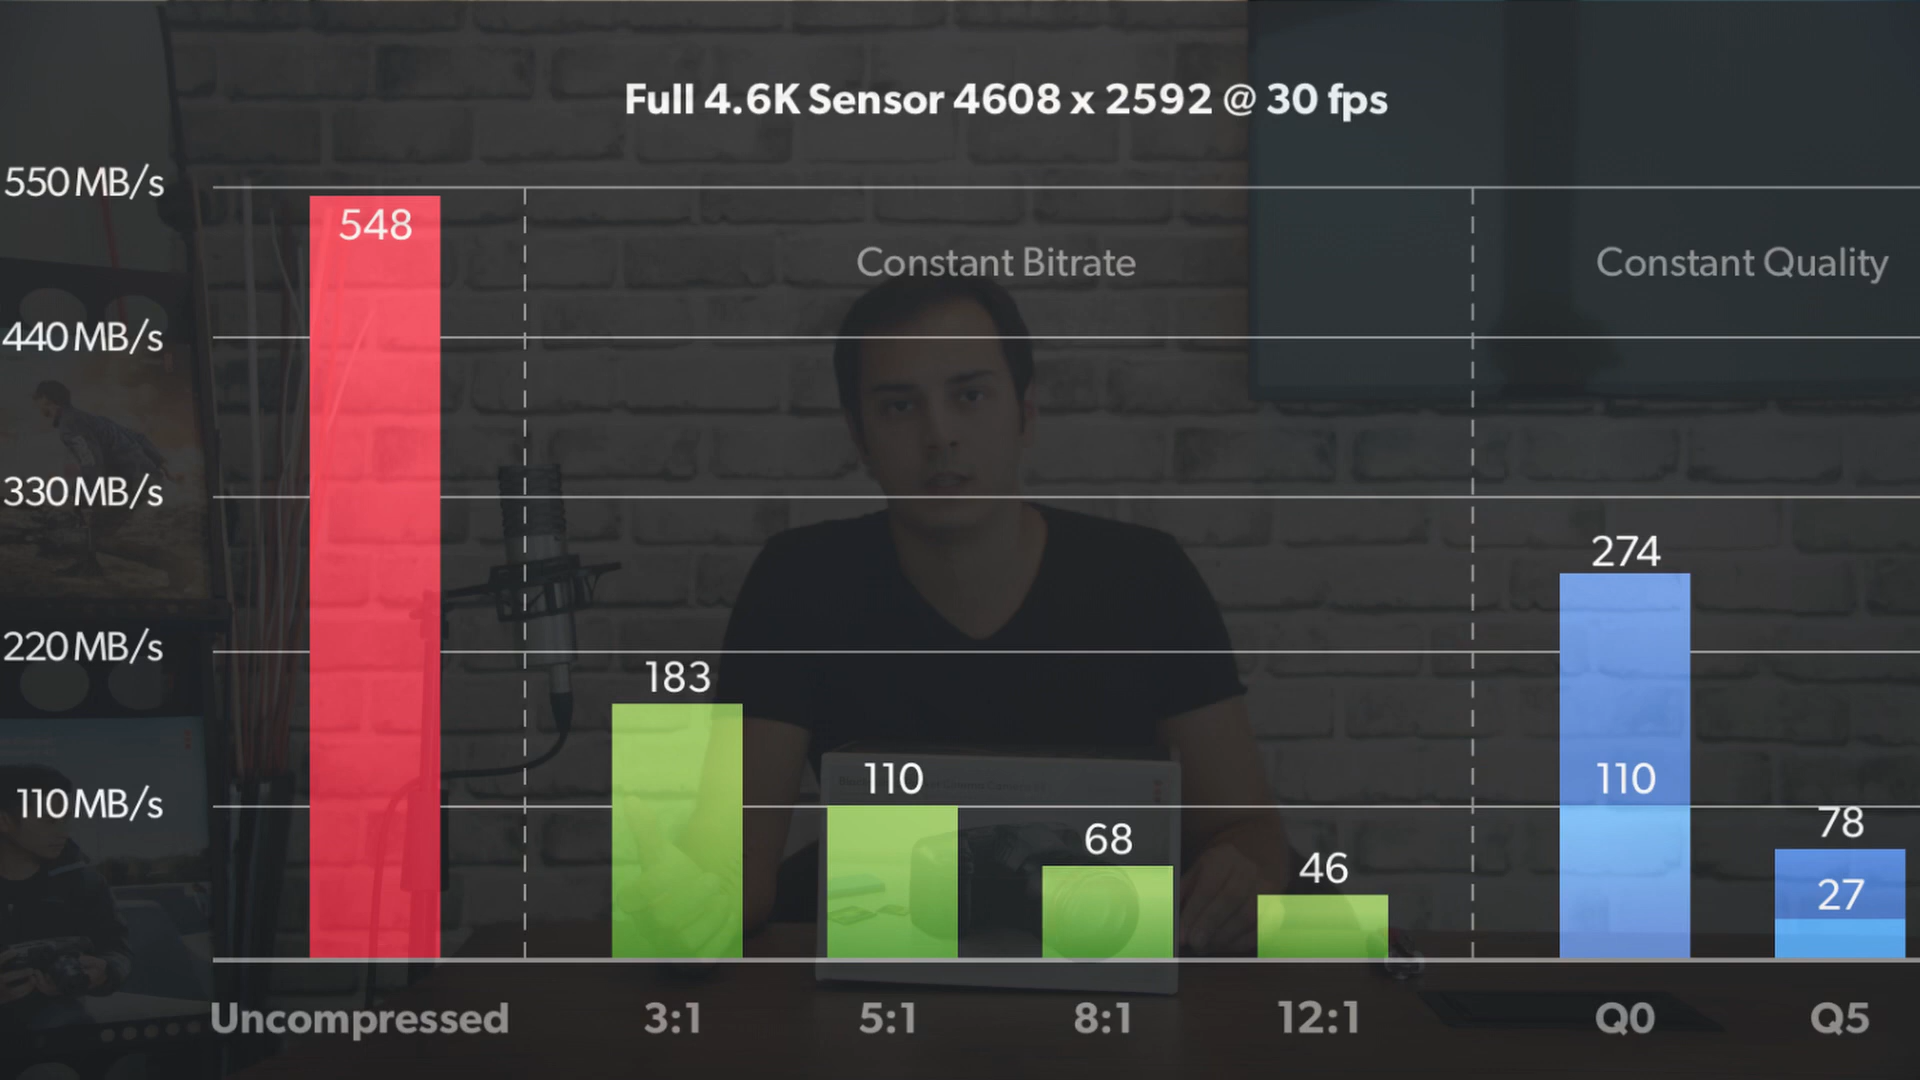 Full 4.6K Sensor 4608 x 2592 @ 30 fps
550 MB/s
548
Constant Bitrate
Constant Quality
440 MB/s
330 MB/s
274
220 MB/s
183
110 MB/s
110
110
68
78
46
27
Uncompressed
3:1
5:1
8:1
12:1
Q0
Q5